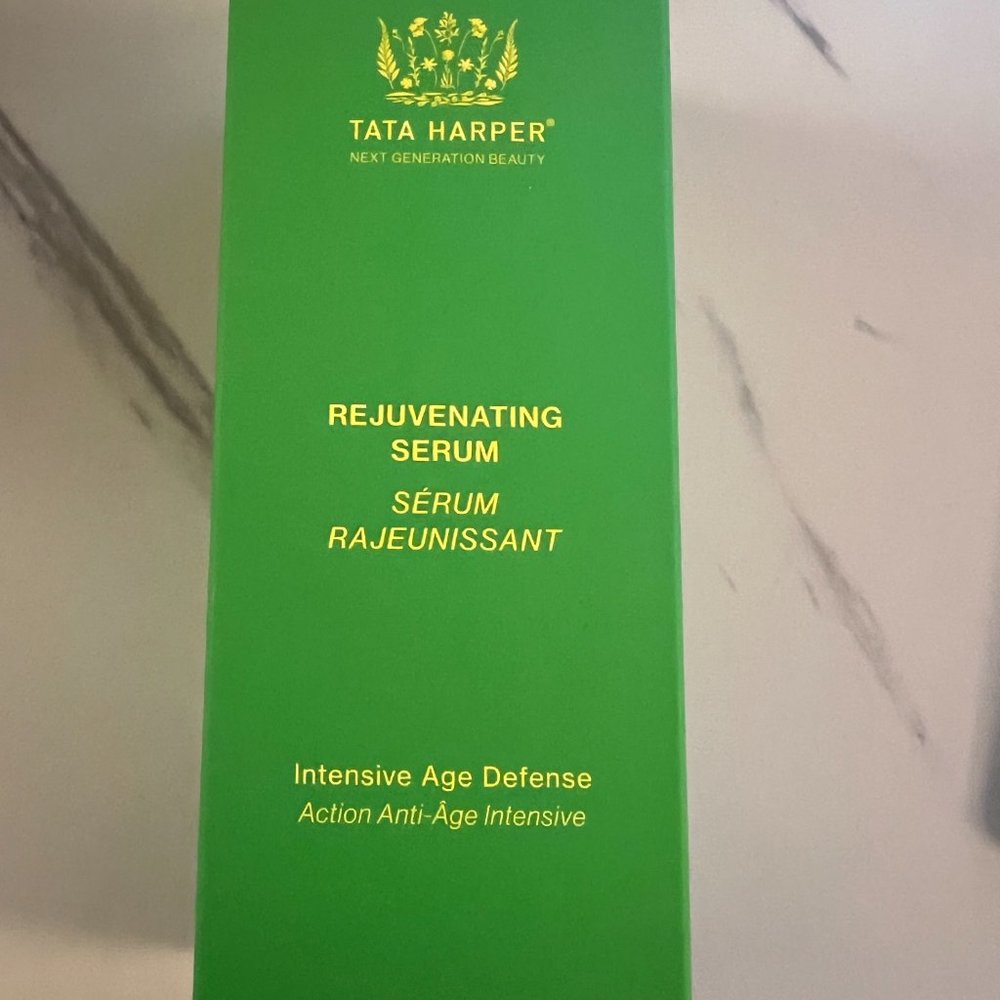 TATA HARPER®
NEXT GENERATION BEAUTY
REJUVENATING
SERUM
SÉRUM
RAJEUNISSANT
Intensive Age Defense
Action Anti-Âge Intensive